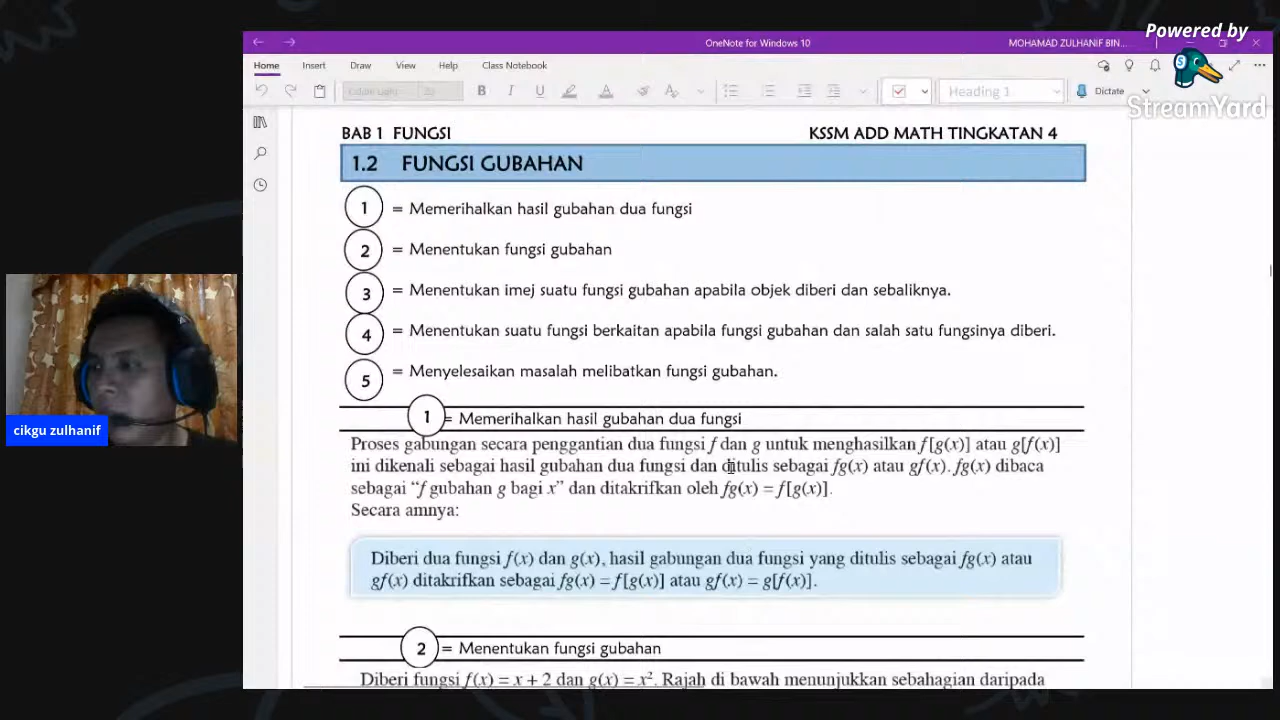 Powered by
StreamYard
OneNote for Windows 10
MOHAMAD ZULHANIF BIN...
Home Insert Draw View Help Class Notebook
B I U Heading 1 Dictate
BAB 1 FUNGSI KSSM ADD MATH TINGKATAN 4
1.2 FUNGSI GUBAHAN
1 = Memerihalkan hasil gubahan dua fungsi
2 = Menentukan fungsi gubahan
3 = Menentukan imej suatu fungsi gubahan apabila objek diberi dan sebaliknya.
4 = Menentukan suatu fungsi berkaitan apabila fungsi gubahan dan salah satu fungsinya diberi.
5 = Menyelesaikan masalah melibatkan fungsi gubahan.
1 = Memerihalkan hasil gubahan dua fungsi
Proses gabungan secara penggantian dua fungsi f dan g untuk menghasilkan f[g(x)] atau g[f(x)]
ini dikenali sebagai hasil gubahan dua fungsi dan ditulis sebagai fg(x) atau gf(x). fg(x) dibaca
sebagai “f gubahan g bagi x” dan ditakrifkan oleh fg(x) = f[g(x)].
Secara amnya:
Diberi dua fungsi f(x) dan g(x), hasil gabungan dua fungsi yang ditulis sebagai fg(x) atau
gf(x) ditakrifkan sebagai fg(x) = f[g(x)] atau gf(x) = g[f(x)].
2 = Menentukan fungsi gubahan
Diberi fungsi f(x) = x + 2 dan g(x) = x². Rajah di bawah menunjukkan sebahagian daripada
cikgu zulhanif